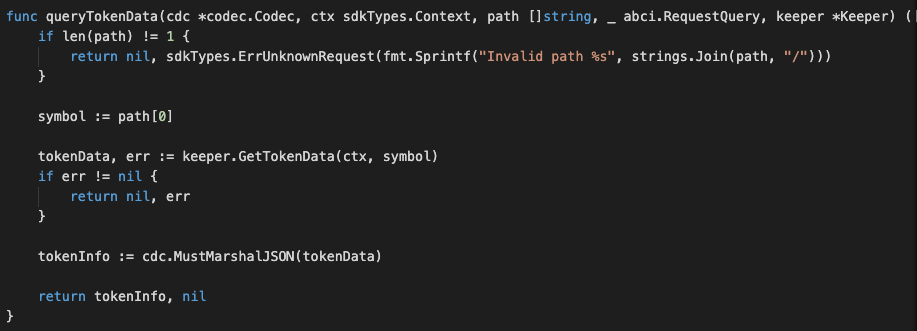 func queryTokenData(cdc *codec.Codec, ctx sdkTypes.Context, path []string, _ abci.RequestQuery, keeper *Keeper) (
if len(path) != 1 {
return nil, sdkTypes.ErrUnknownRequest(fmt.Sprintf("Invalid path %s", strings.Join(path, "/")))
}
symbol := path[0]
tokenData, err := keeper.GetTokenData(ctx, symbol)
if err != nil {
return nil, err
}
tokenInfo := cdc.MustMarshalJSON(tokenData)
return tokenInfo, nil
}